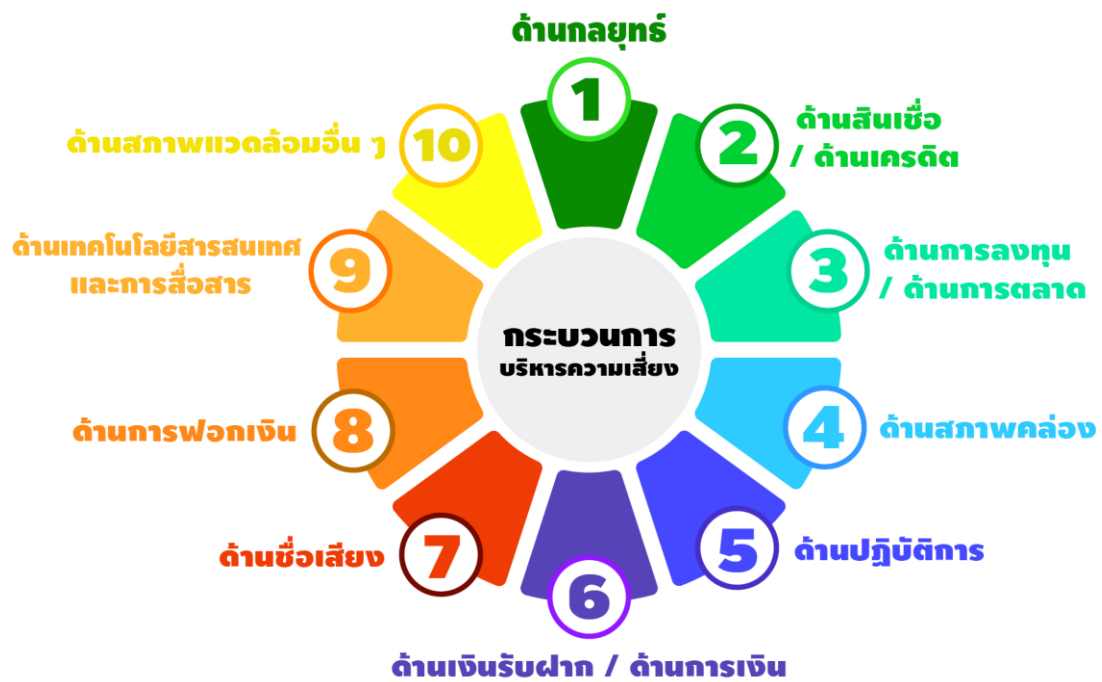 ด้านกลยุทธ์
1
2
ด้านสินเชื่อ
/ ด้านเครดิต
3
ด้านการลงทุน
/ ด้านการตลาด
4
ด้านสภาพคล่อง
5
ด้านปฏิบัติการ
6
ด้านเงินรับฝาก / ด้านการเงิน
7
ด้านชื่อเสียง
8
ด้านการฟอกเงิน
9
ด้านเทคโนโลยีสารสนเทศ
และการสื่อสาร
10
ด้านสภาพแวดล้อมอื่น ๆ
กระบวนการ
บริหารความเสี่ยง